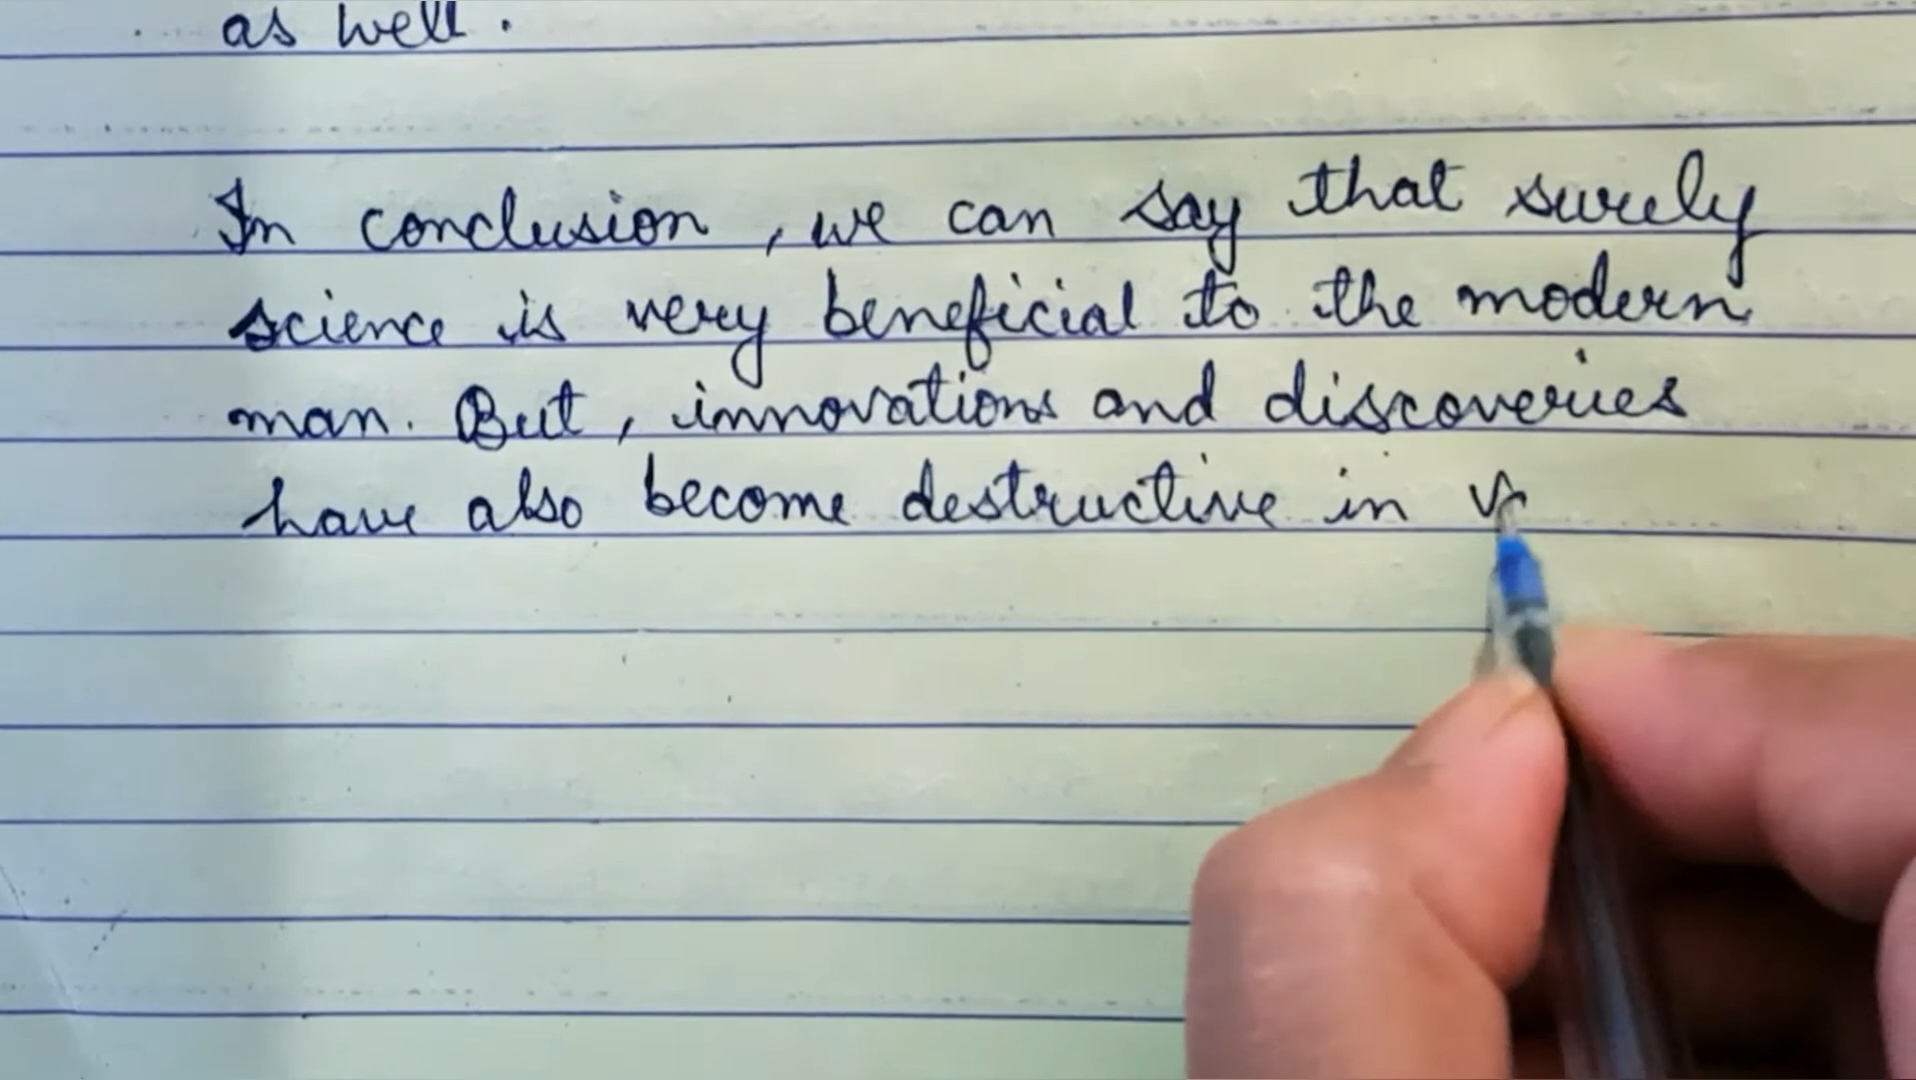 as well.
In conclusion, we can say that surely
science is very beneficial to the modern
man. But, innovations and discoveries
have also become destructive in